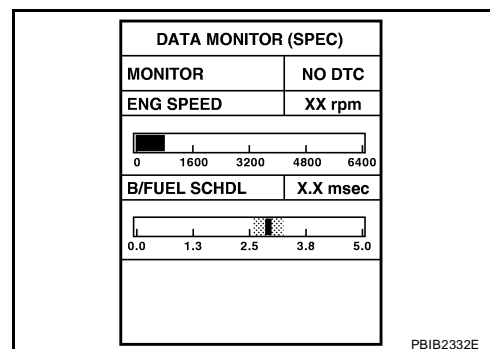 DATA MONITOR (SPEC)
MONITOR NO DTC
ENG SPEED XX rpm
0 1600 3200 4800 6400
B/FUEL SCHDL X.X msec
0.0 1.3 2.5 3.8 5.0
PBIB2332E